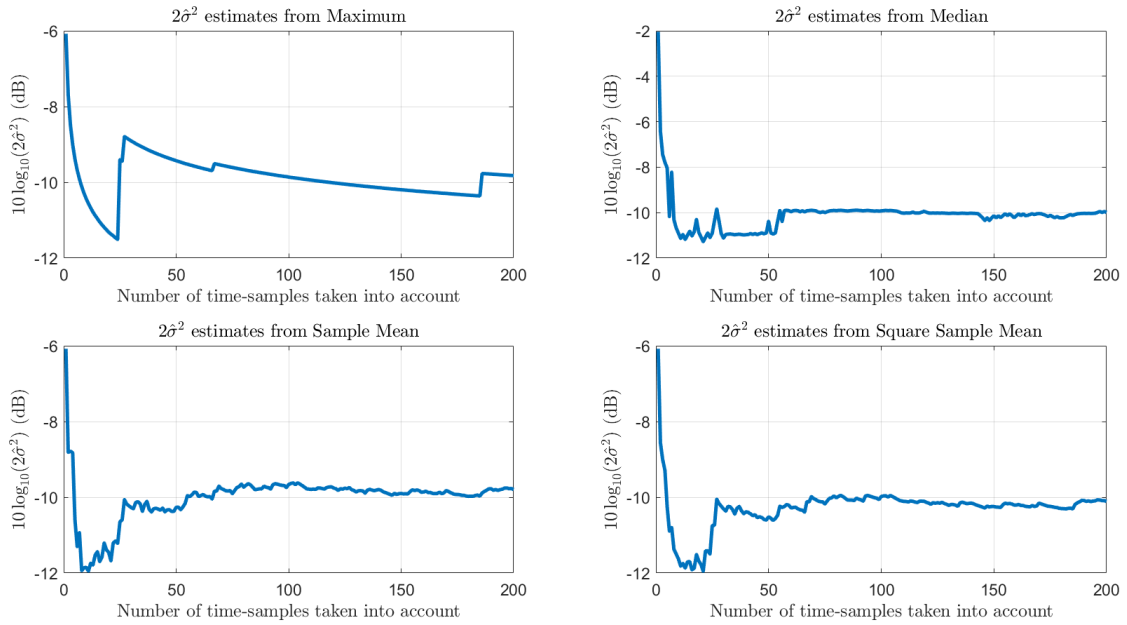 2σ̂² estimates from Maximum
10 log₁₀(2σ̂²) (dB)
-6
-8
-10
-12
0 50 100 150 200
Number of time-samples taken into account
2σ̂² estimates from Median
10 log₁₀(2σ̂²) (dB)
-2
-4
-6
-8
-10
-12
0 50 100 150 200
Number of time-samples taken into account
2σ̂² estimates from Sample Mean
10 log₁₀(2σ̂²) (dB)
-6
-8
-10
-12
0 50 100 150 200
Number of time-samples taken into account
2σ̂² estimates from Square Sample Mean
10 log₁₀(2σ̂²) (dB)
-6
-8
-10
-12
0 50 100 150 200
Number of time-samples taken into account